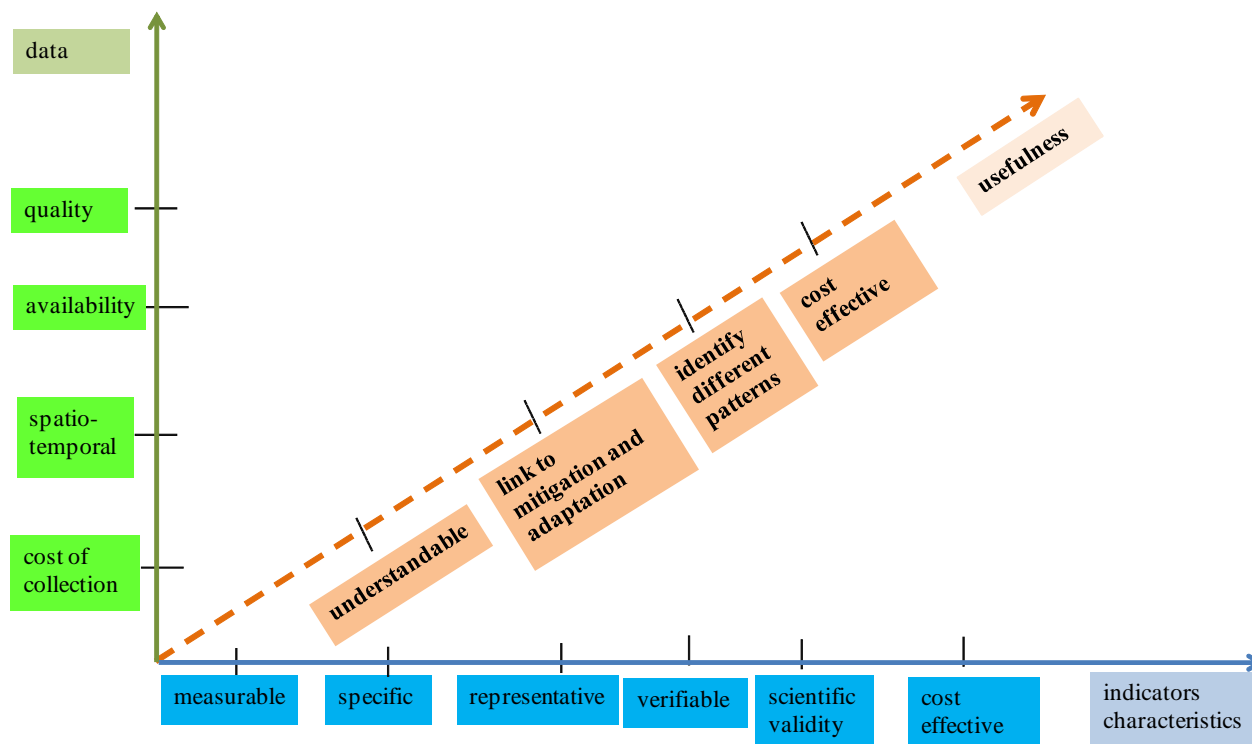 data
quality
availability
spatio-
temporal
cost of
collection
usefulness
cost
effective
identify
different
patterns
link to
mitigation and
adaptation
understandable
measurable
specific
representative
verifiable
scientific
validity
cost
effective
indicators
characteristics